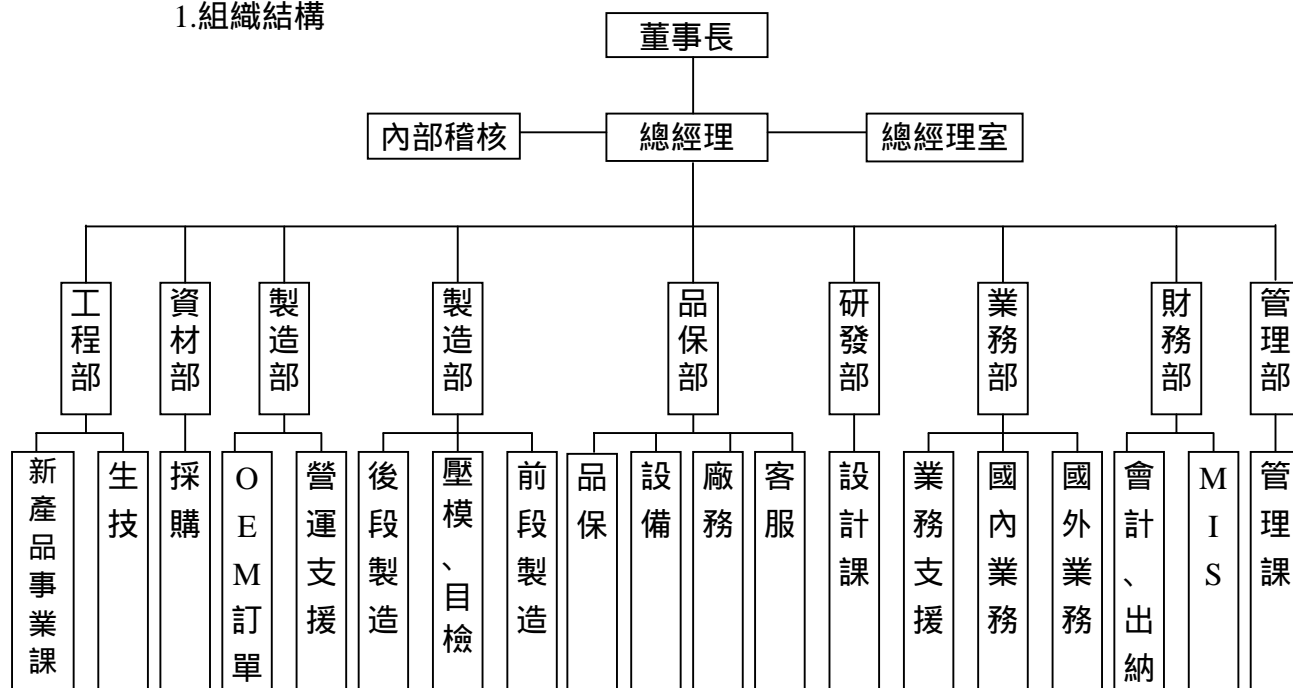 1.組織結構
董事長
內部稽核
總經理
總經理室
工程部
資材部
製造部
製造部
品保部
研發部
業務部
財務部
管理部
新產品事業課
生技
採購
OEM訂單
營運支援
後段製造
壓模、目檢
前段製造
品保
設備
廠務
客服
設計課
業務支援
國內業務
國外業務
會計、出納
MIS
管理課